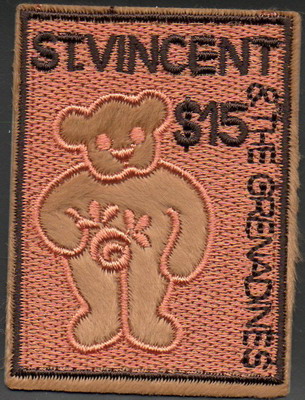 ST.VINCENT
$15
& THE GRENADINES